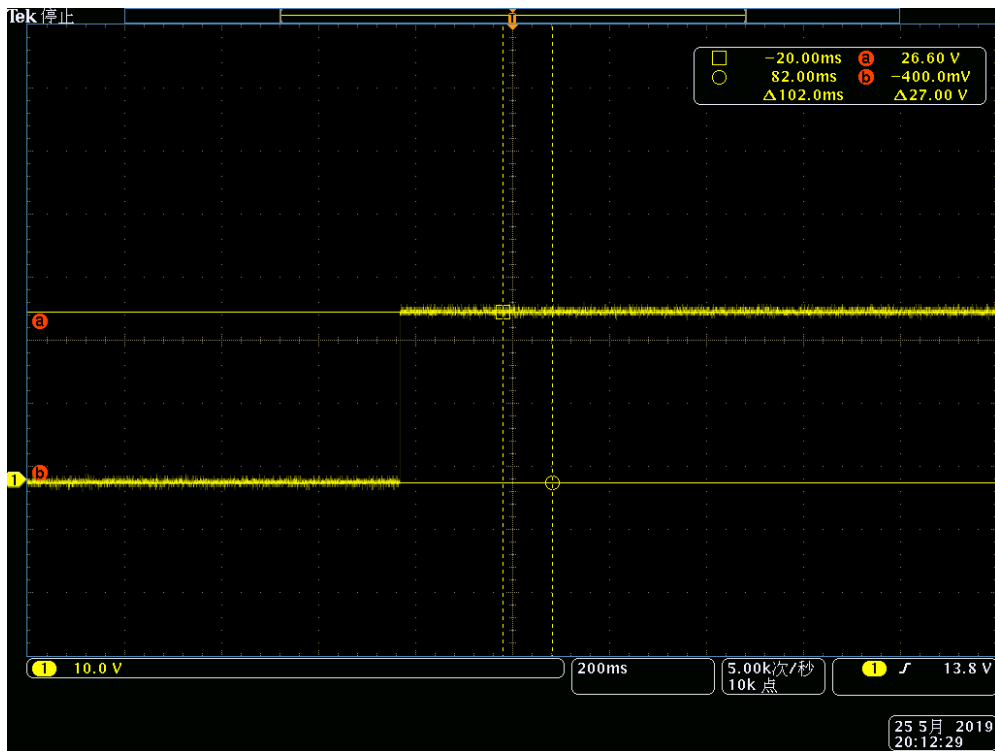 Tek 停止
-20.00ms a 26.60 V
82.00ms b -400.0mV
Δ102.0ms Δ27.00 V
a
b
1
1 10.0 V
200ms
5.00k次/秒
10k 点
1 13.8 V
25 5月 2019
20:12:29